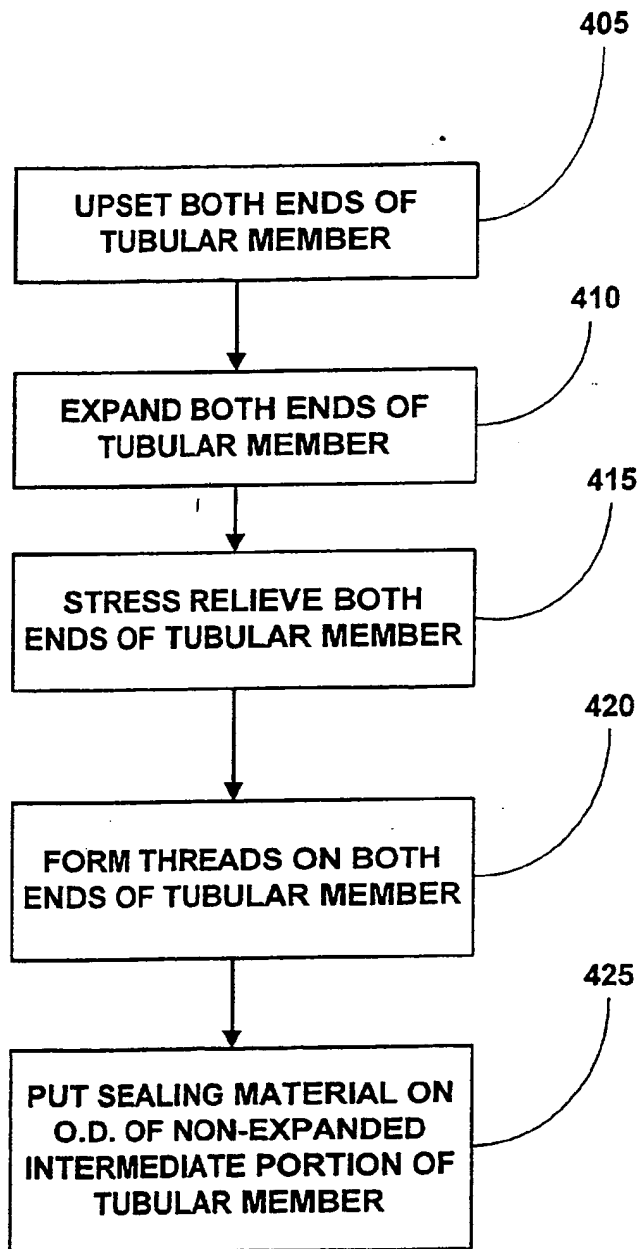 405
UPSET BOTH ENDS OF
TUBULAR MEMBER
410
EXPAND BOTH ENDS OF
TUBULAR MEMBER
415
STRESS RELIEVE BOTH
ENDS OF TUBULAR MEMBER
420
FORM THREADS ON BOTH
ENDS OF TUBULAR MEMBER
425
PUT SEALING MATERIAL ON
O.D. OF NON-EXPANDED
INTERMEDIATE PORTION OF
TUBULAR MEMBER